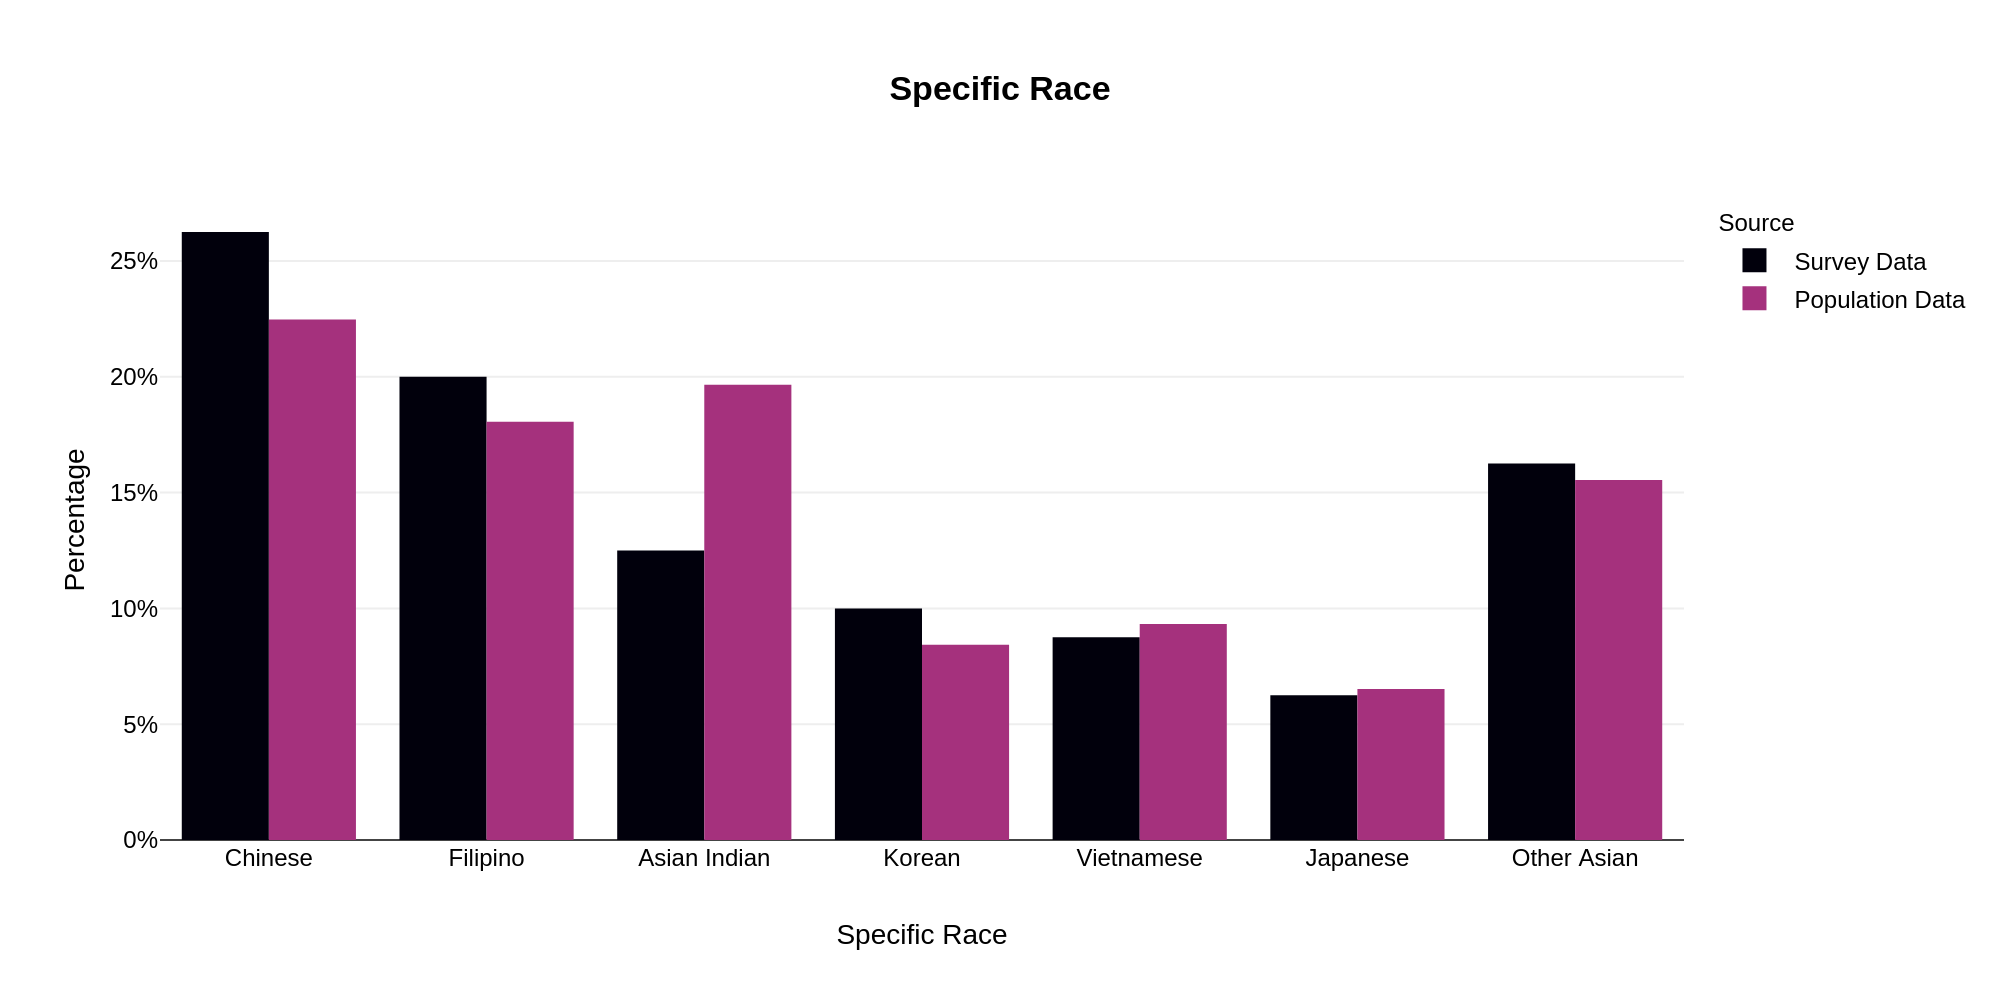 Specific Race
Source
Survey Data
Population Data
25%
20%
15%
10%
5%
0%
Percentage
Chinese
Filipino
Asian Indian
Korean
Vietnamese
Japanese
Other Asian
Specific Race